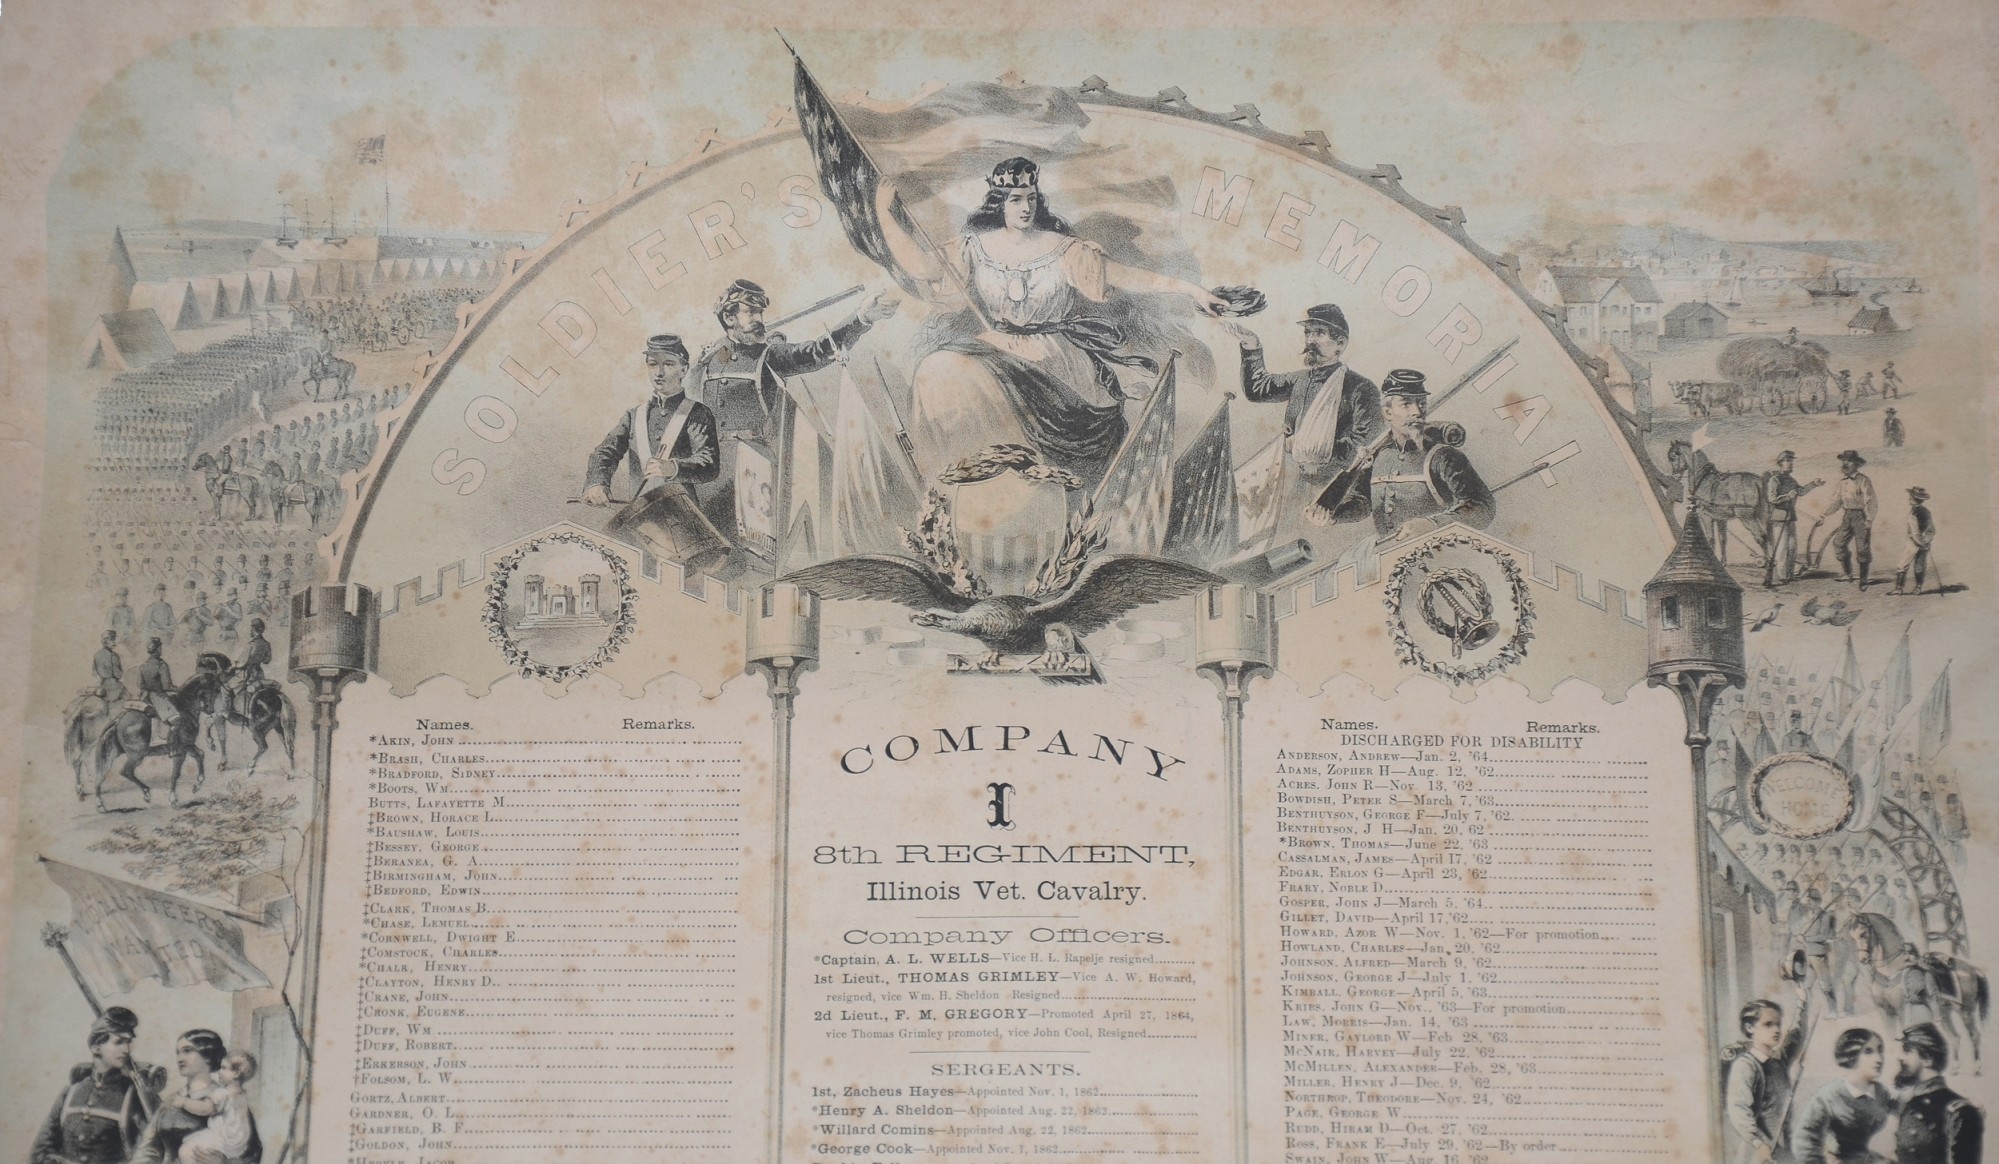 SOLDIER'S MEMORIAL
VOLUNTEERS
WANTED
Names. Remarks.
*AKIN, JOHN
*BRASH, CHARLES
*BRADFORD, SIDNEY
*BOOTS, WM
BUTTS, LAFAYETTE M
‡BROWN, HORACE L
*BAUSHAW, LOUIS
‡BESSEY, GEORGE
‡BERANEA, G. A
‡BIRMINGHAM, JOHN
‡BEDFORD, EDWIN
‡CLARK, THOMAS B
*CHASE, LEMUEL
*CORNWELL, DWIGHT E
‡COMSTOCK, CHARLES
*CHALK, HENRY
‡CLAYTON, HENRY D
‡CRANE, JOHN
‡CRONK, EUGENE
‡DUFF, WM
‡DUFF, ROBERT
‡ERKERSON, JOHN
†FOLSOM, L. W
GORTZ, ALBERT
GARDNER, O. L
‡GARFIELD, B. F
‡GOLDON, JOHN
COMPANY
I
8th REGIMENT,
Illinois Vet. Cavalry.
Company Officers.
*Captain, A. L. WELLS—Vice H. L. Rapelje resigned
1st Lieut., THOMAS GRIMLEY—Vice A. W. Howard,
resigned, vice Wm. H. Sheldon Resigned
2d Lieut., F. M. GREGORY—Promoted April 27, 1864,
vice Thomas Grimley promoted, vice John Cool, Resigned
SERGEANTS.
1st, Zacheus Hayes—Appointed Nov. 1, 1862
*Henry A. Sheldon—Appointed Aug. 22, 1862
*Willard Comins—Appointed Aug. 22, 1862
*George Cook—Appointed Nov. 1, 1862
Names. Remarks.
DISCHARGED FOR DISABILITY
ANDERSON, ANDREW—Jan. 2, '64
ADAMS, ZOPHER H—Aug. 12, '62
ACRES, JOHN R—Nov. 13, '62
BOWDISH, PETER S—March 7, '63
BENTHUYSON, GEORGE F—July 7, '62
BENTHUYSON, J H—Jan. 20, 62
*BROWN, THOMAS—June 22, '63
CASSALMAN, JAMES—April 17, '62
EDGAR, ERLON G—April 23, '62
FRARY, NOBLE D
GOSPER, JOHN J—March 5, '64
GILLET, DAVID—April 17, '62
HOWARD, AZOR W—Nov. 1, '62—For promotion
HOWLAND, CHARLES—Jan. 20, '62
JOHNSON, ALFRED—March 9, '62
JOHNSON, GEORGE J—July 1, '62
KIMBALL, GEORGE—April 5, '63
KRIBS, JOHN G—Nov., '63—For promotion
LAW, MORRIS—Jan. 14, '63
MINER, GAYLORD W—Feb 28, '63
MCNAIR, HARVEY—July 22, '62
MCMILLEN, ALEXANDER—Feb. 28, '63
MILLER, HENRY J—Dec. 9, '62
NORTHROP, THEODORE—Nov. 24, '62
PAGE, GEORGE W
RUDD, HIRAM D—Oct. 27, '62
ROSS, FRANK E—July 29, '62—By order
SWAIN, JOHN W—Aug. 16, '62
WELCOME
HOME